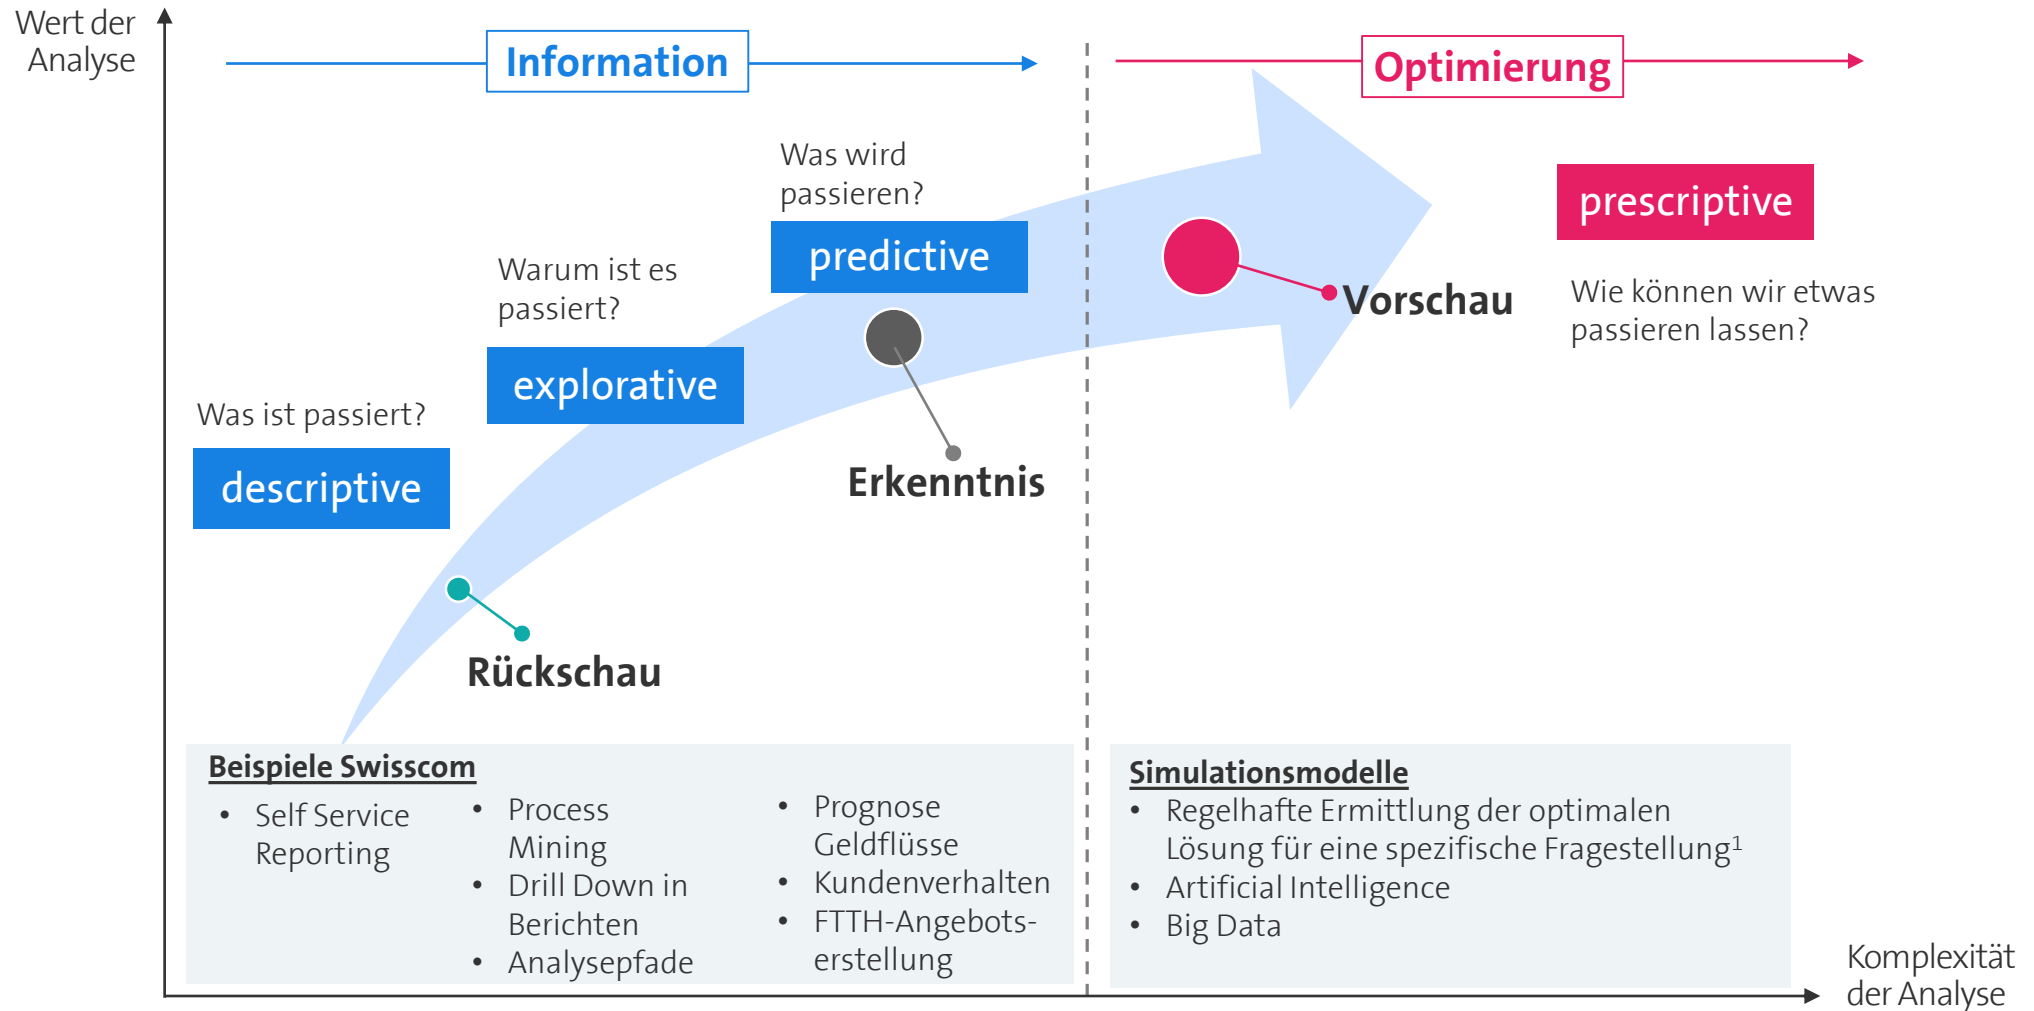 Wert der
Analyse
Information
Optimierung
Was wird
passieren?
predictive
prescriptive
Warum ist es
passiert?
explorative
Vorschau
Wie können wir etwas
passieren lassen?
Was ist passiert?
descriptive
Erkenntnis
Rückschau
Beispiele Swisscom
• Self Service
Reporting
• Process
Mining
• Drill Down in
Berichten
• Analysepfade
• Prognose
Geldflüsse
• Kundenverhalten
• FTTH-Angebots-
erstellung
Simulationsmodelle
• Regelhafte Ermittlung der optimalen
Lösung für eine spezifische Fragestellung¹
• Artificial Intelligence
• Big Data
Komplexität
der Analyse